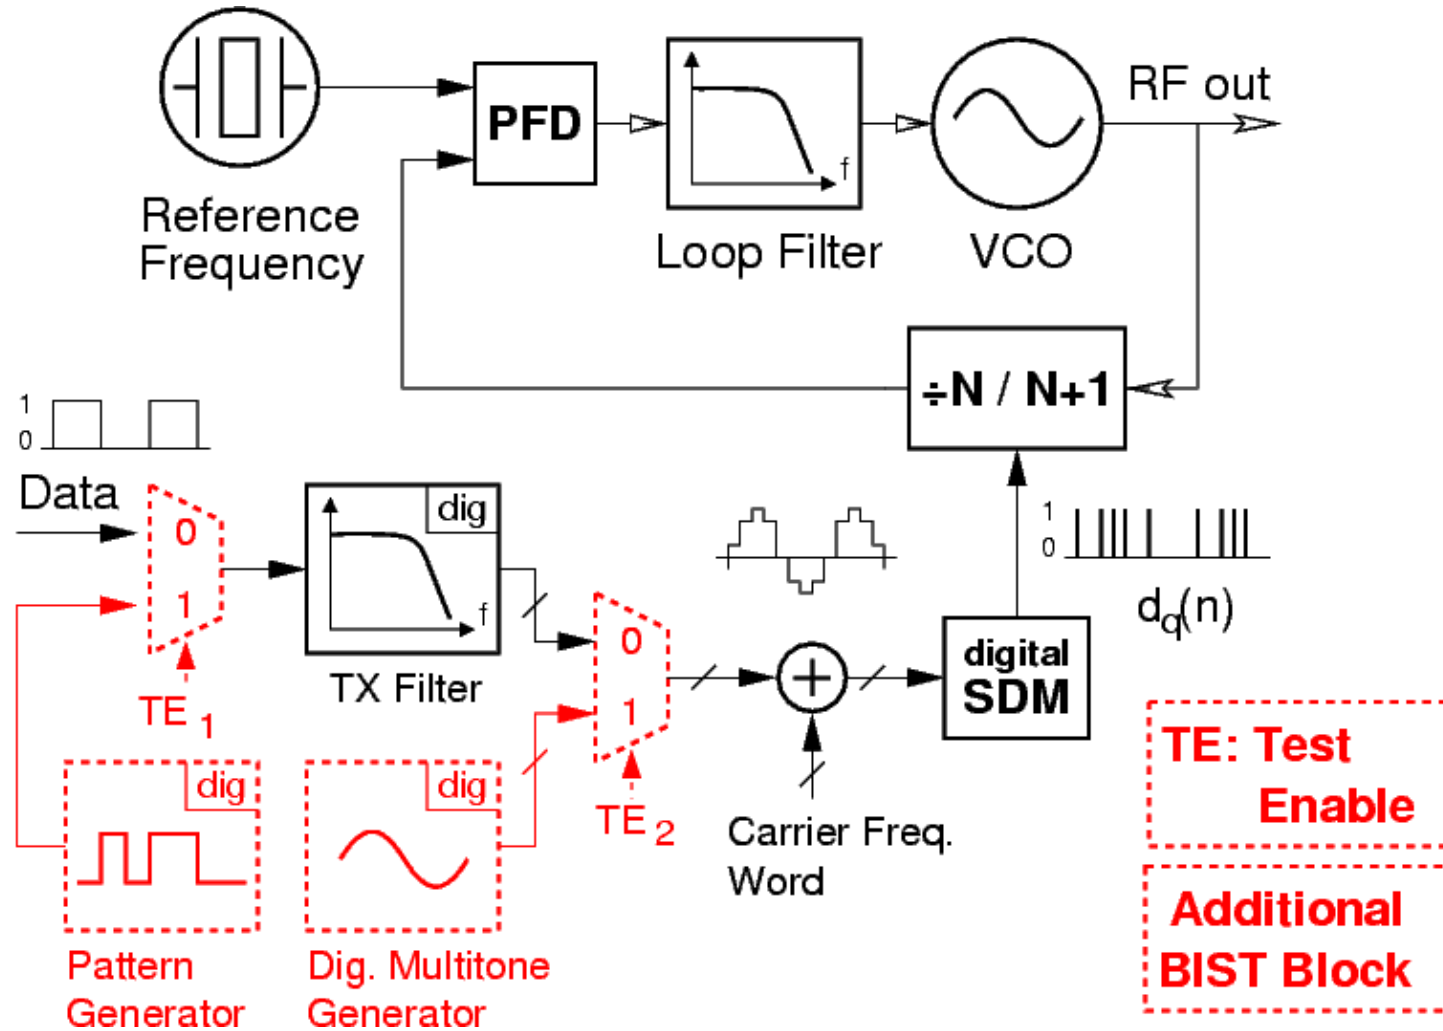 RF out
PFD
f
Reference
Frequency
Loop Filter
VCO
÷N / N+1
1
0
Data
0
1
TE 1
dig
f
TX Filter
0
1
TE 2
1
0
dq(n)
digital
SDM
Carrier Freq.
Word
dig
Pattern
Generator
dig
Dig. Multitone
Generator
TE: Test
Enable
Additional
BIST Block